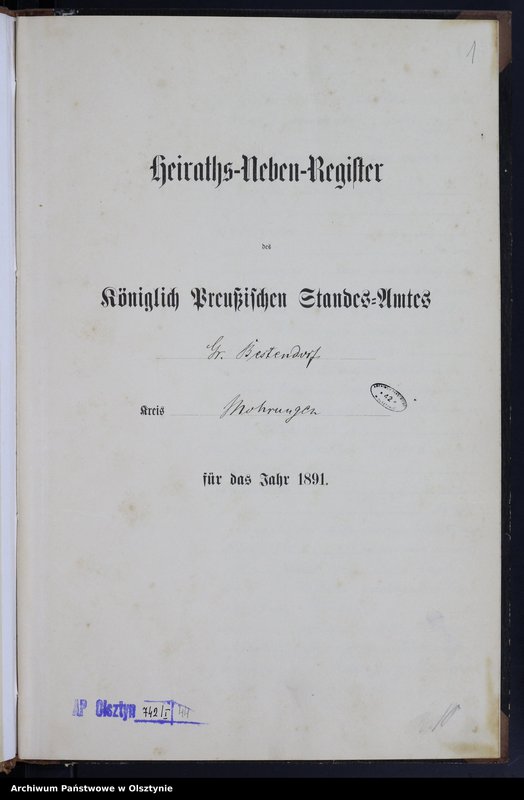 1
Heiraths-Neben-Register
des
Königlich Preußischen Standes-Amtes
Gr. Bestendorf
Kreis Mohrungen
für das Jahr 1891.
AP Olsztyn 742/I
Archiwum Państwowe w Olsztynie